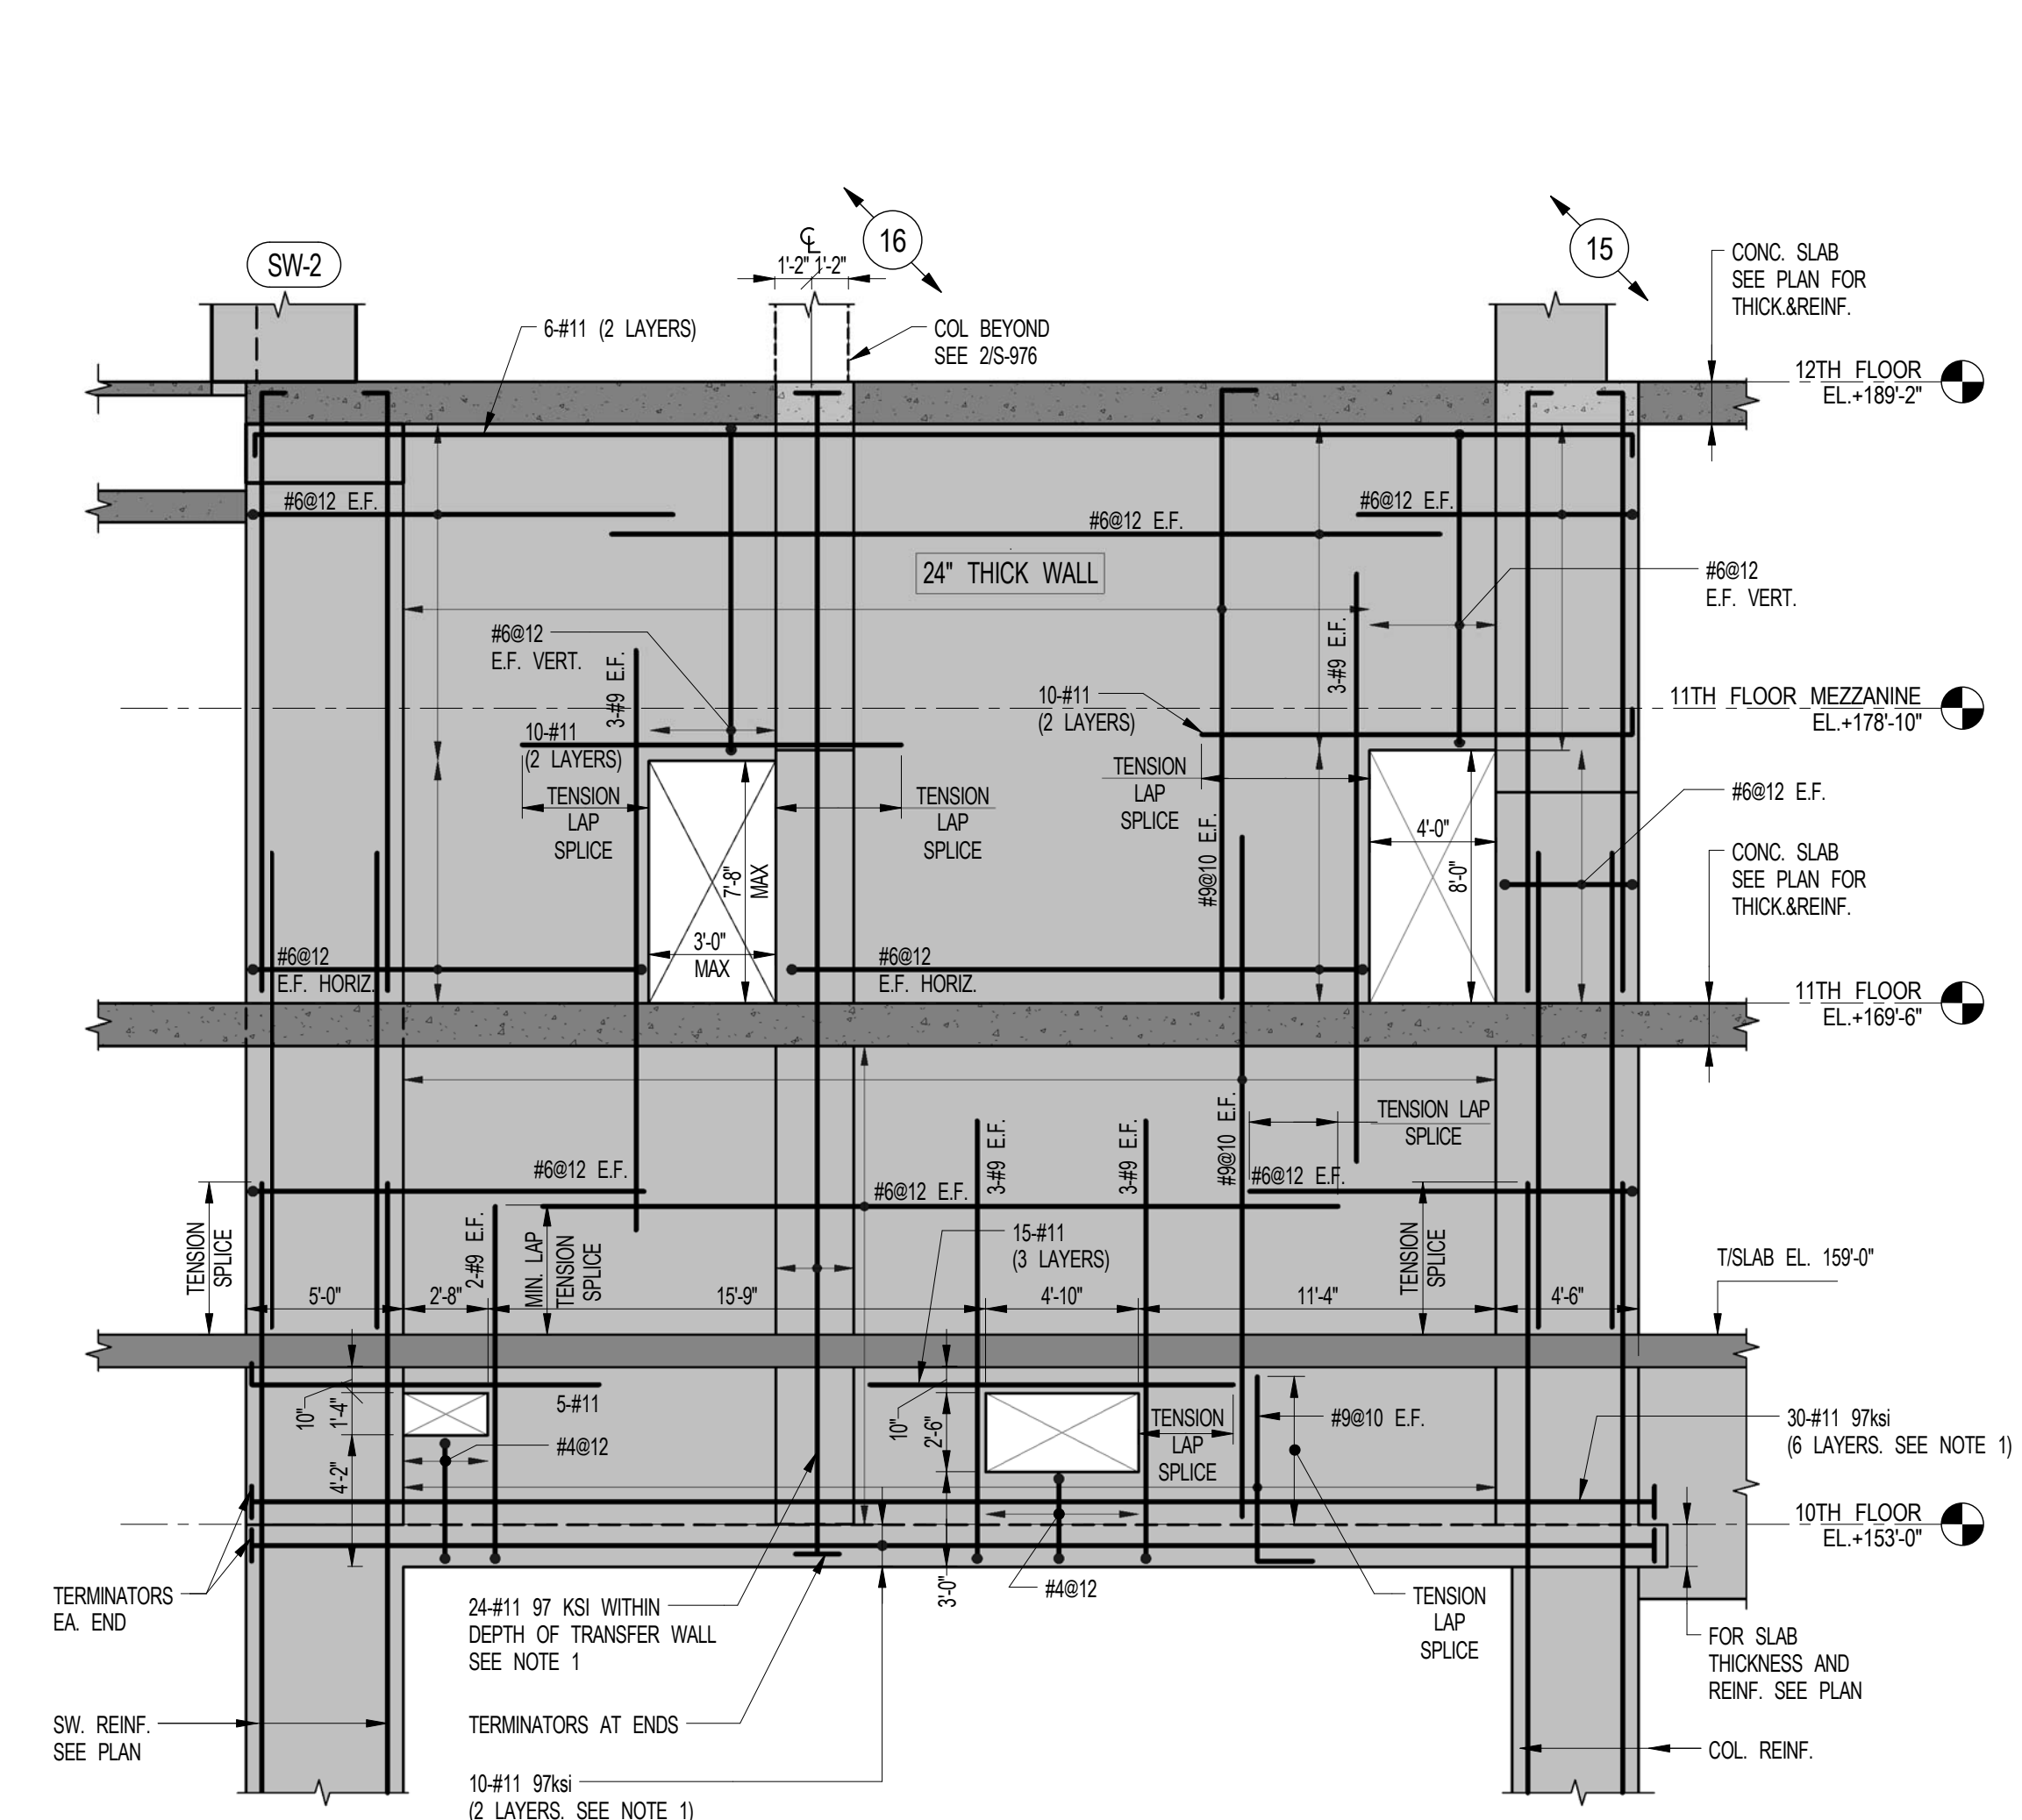 16
15
SW-2
℄
1'-2" 1'-2"
CONC. SLAB
SEE PLAN FOR
THICK.&REINF.
6-#11 (2 LAYERS)
COL BEYOND
SEE 2/S-976
12TH FLOOR
EL.+189'-2"
#6@12 E.F.
#6@12 E.F.
#6@12 E.F.
24" THICK WALL
#6@12
E.F. VERT.
#6@12
E.F. VERT.
3-#9 E.F.
3-#9 E.F.
10-#11
(2 LAYERS)
10-#11
(2 LAYERS)
11TH FLOOR MEZZANINE
EL.+178'-10"
TENSION
LAP
SPLICE
TENSION
LAP
SPLICE
TENSION
LAP
SPLICE
#6@12 E.F.
7'-8"
MAX
3'-0"
MAX
#9@10 E.F.
4'-0"
8'-0"
CONC. SLAB
SEE PLAN FOR
THICK.&REINF.
#6@12
E.F. HORIZ.
#6@12
E.F. HORIZ.
11TH FLOOR
EL.+169'-6"
#9@10 E.F.
TENSION LAP
SPLICE
3-#9 E.F.
3-#9 E.F.
#6@12 E.F.
#6@12 E.F.
#6@12 E.F.
TENSION
SPLICE
2-#9 E.F.
MIN. LAP
TENSION
SPLICE
15-#11
(3 LAYERS)
TENSION
SPLICE
T/SLAB EL. 159'-0"
5'-0"
2'-8"
15'-9"
4'-10"
11'-4"
4'-6"
10"
1'-4"
4'-2"
5-#11
#4@12
10"
2'-6"
3'-0"
TENSION
LAP
SPLICE
#9@10 E.F.
30-#11 97ksi
(6 LAYERS. SEE NOTE 1)
10TH FLOOR
EL.+153'-0"
TERMINATORS
EA. END
24-#11 97 KSI WITHIN
DEPTH OF TRANSFER WALL
SEE NOTE 1
#4@12
TENSION
LAP
SPLICE
FOR SLAB
THICKNESS AND
REINF. SEE PLAN
SW. REINF.
SEE PLAN
TERMINATORS AT ENDS
COL. REINF.
10-#11 97ksi
(2 LAYERS. SEE NOTE 1)